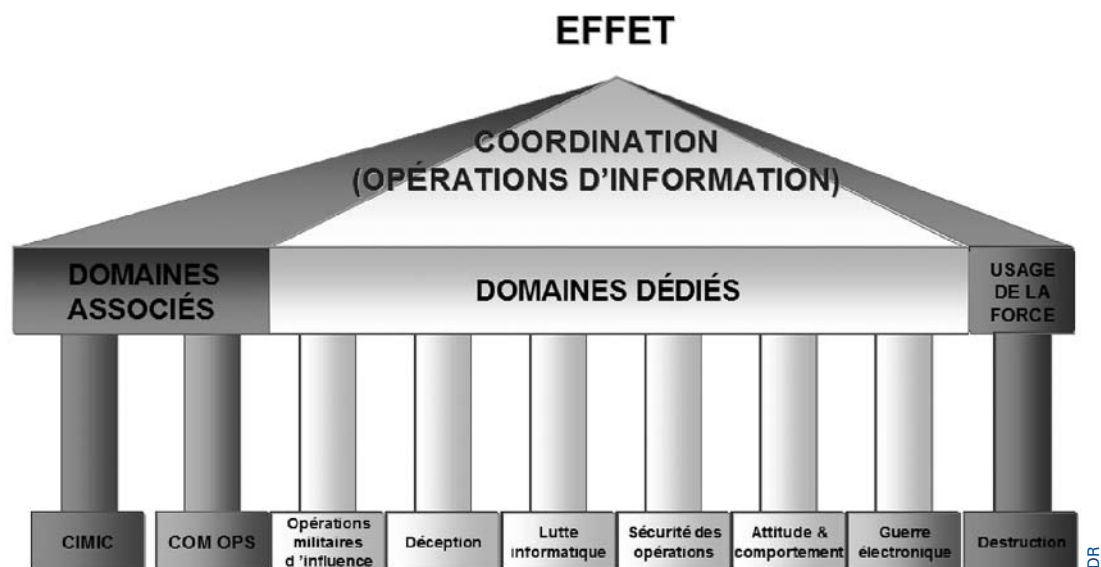 EFFET
COORDINATION
(OPÉRATIONS D'INFORMATION)
DOMAINES
ASSOCIÉS
DOMAINES DÉDIÉS
USAGE
DE LA
FORCE
CIMIC
COM OPS
Opérations
militaires
d 'influence
Déception
Lutte
informatique
Sécurité des
opérations
Attitude &
comportement
Guerre
électronique
Destruction
DR